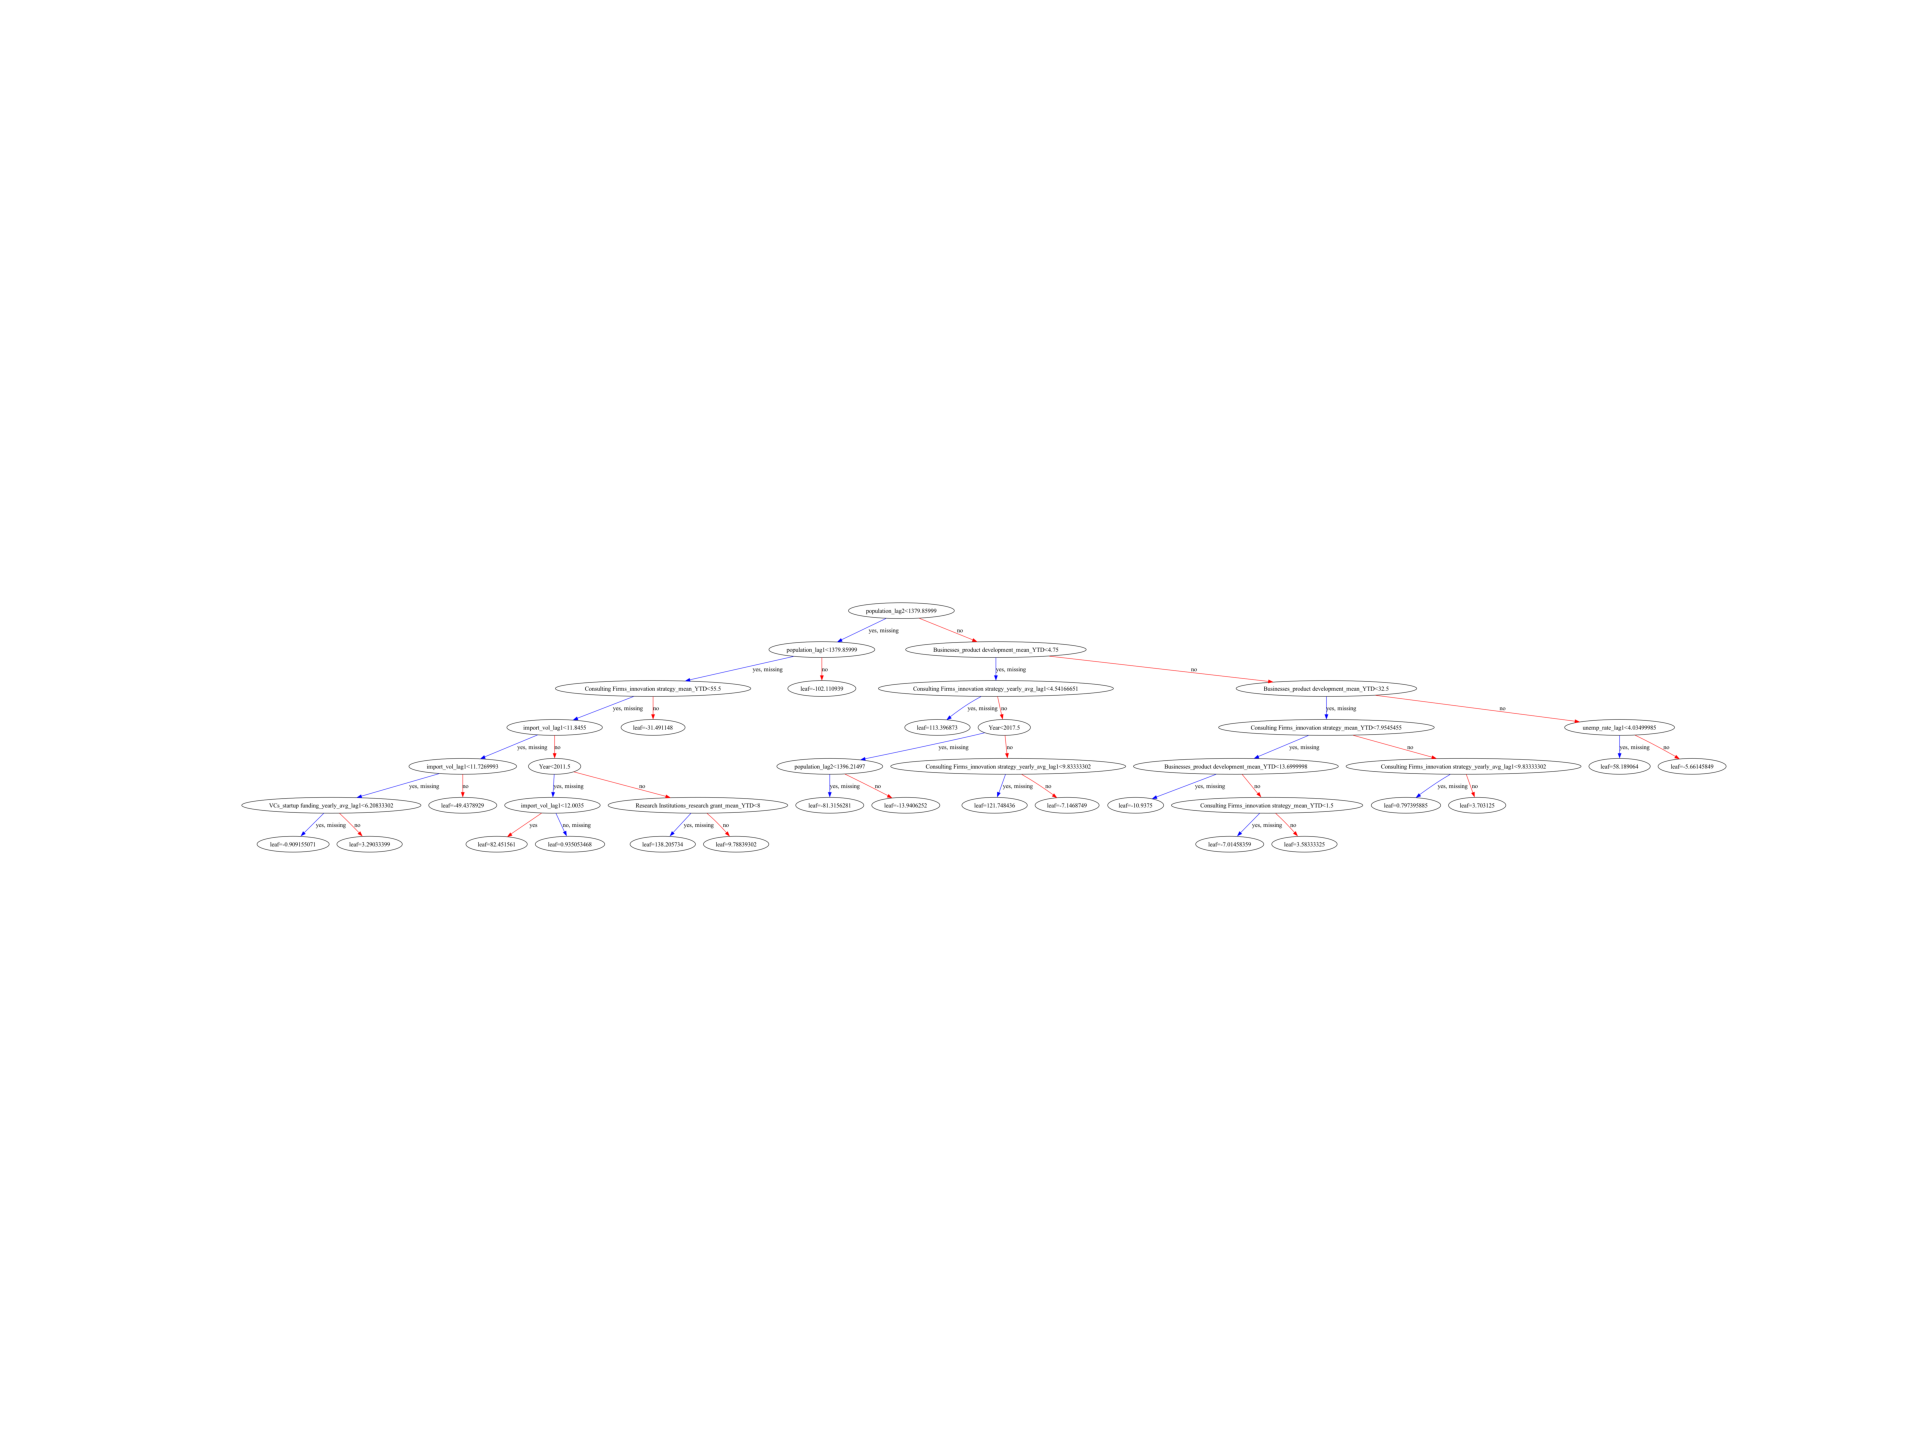 population_lag2<1379.85999
yes, missing
no
population_lag1<1379.85999
Businesses_product development_mean_YTD<4.75
yes, missing
no
yes, missing
no
Consulting Firms_innovation strategy_mean_YTD<55.5
leaf=-102.110939
Consulting Firms_innovation strategy_yearly_avg_lag1<4.54166651
Businesses_product development_mean_YTD<32.5
yes, missing
no
yes, missing
no
yes, missing
no
import_vol_lag1<11.8455
leaf=-31.491148
leaf=113.396873
Year<2017.5
Consulting Firms_innovation strategy_mean_YTD<7.9545455
unemp_rate_lag1<4.03499985
yes, missing
no
yes, missing
no
yes, missing
no
yes, missing
no
import_vol_lag1<11.7269993
Year<2011.5
population_lag2<1396.21497
Consulting Firms_innovation strategy_yearly_avg_lag1<9.83333302
Businesses_product development_mean_YTD<13.6999998
Consulting Firms_innovation strategy_yearly_avg_lag1<9.83333302
leaf=58.189064
leaf=-5.66145849
yes, missing
no
yes, missing
no
yes, missing
no
yes, missing
no
yes, missing
no
yes, missing
no
VCs_startup funding_yearly_avg_lag1<6.20833302
leaf=-49.4378929
import_vol_lag1<12.0035
Research Institutions_research grant_mean_YTD<8
leaf=-81.3156281
leaf=-13.9406252
leaf=121.748436
leaf=-7.1468749
leaf=-10.9375
Consulting Firms_innovation strategy_mean_YTD<1.5
leaf=0.797395885
leaf=3.703125
yes, missing
no
yes
no, missing
yes, missing
no
yes, missing
no
leaf=-0.909155071
leaf=3.29033399
leaf=82.451561
leaf=0.935053468
leaf=138.205734
leaf=9.78839302
leaf=-7.01458359
leaf=3.58333325